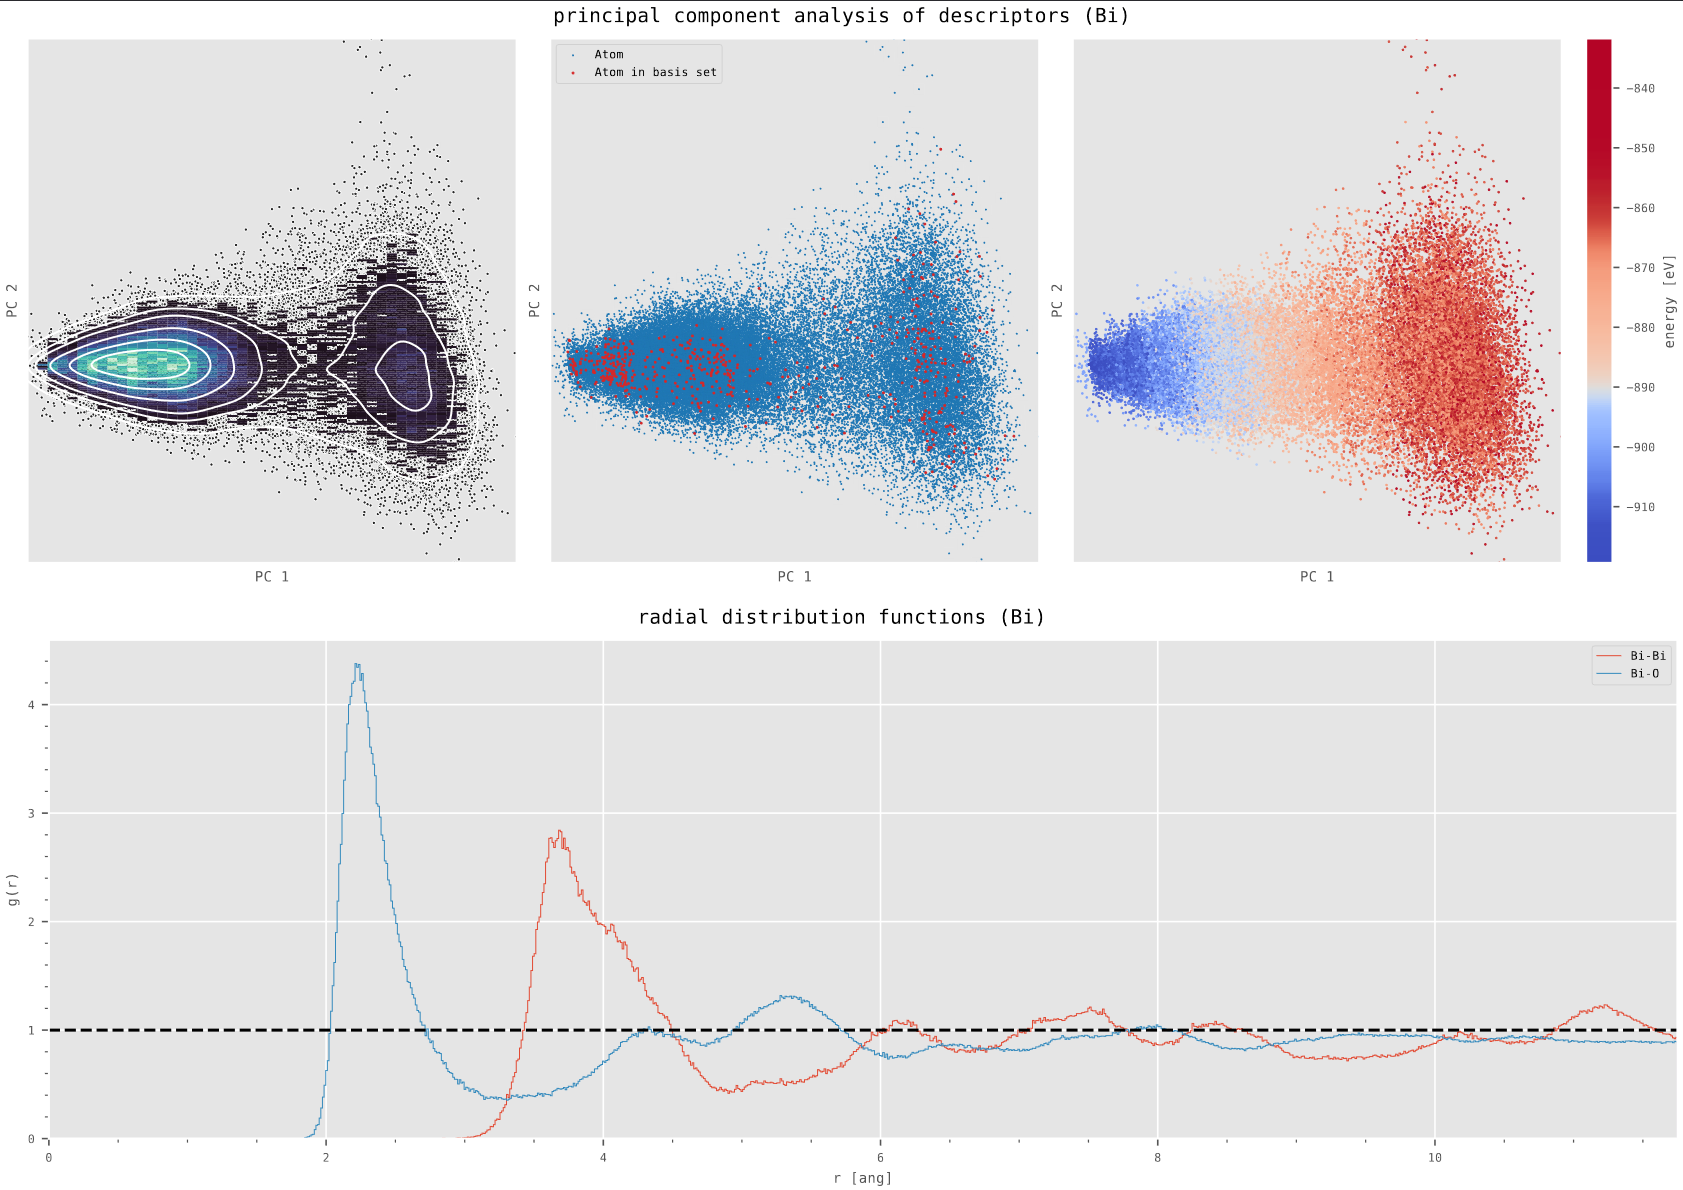 principal component analysis of descriptors (Bi)
PC 2
PC 1
Atom
Atom in basis set
PC 2
PC 1
PC 2
PC 1
−840
−850
−860
−870
−880
−890
−900
−910
energy [eV]
radial distribution functions (Bi)
Bi-Bi
Bi-O
g(r)
4
3
2
1
0
0
2
4
6
8
10
r [ang]